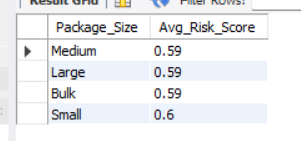 Result Grid Filter Rows:
Package_Size Avg_Risk_Score
Medium 0.59
Large 0.59
Bulk 0.59
Small 0.6